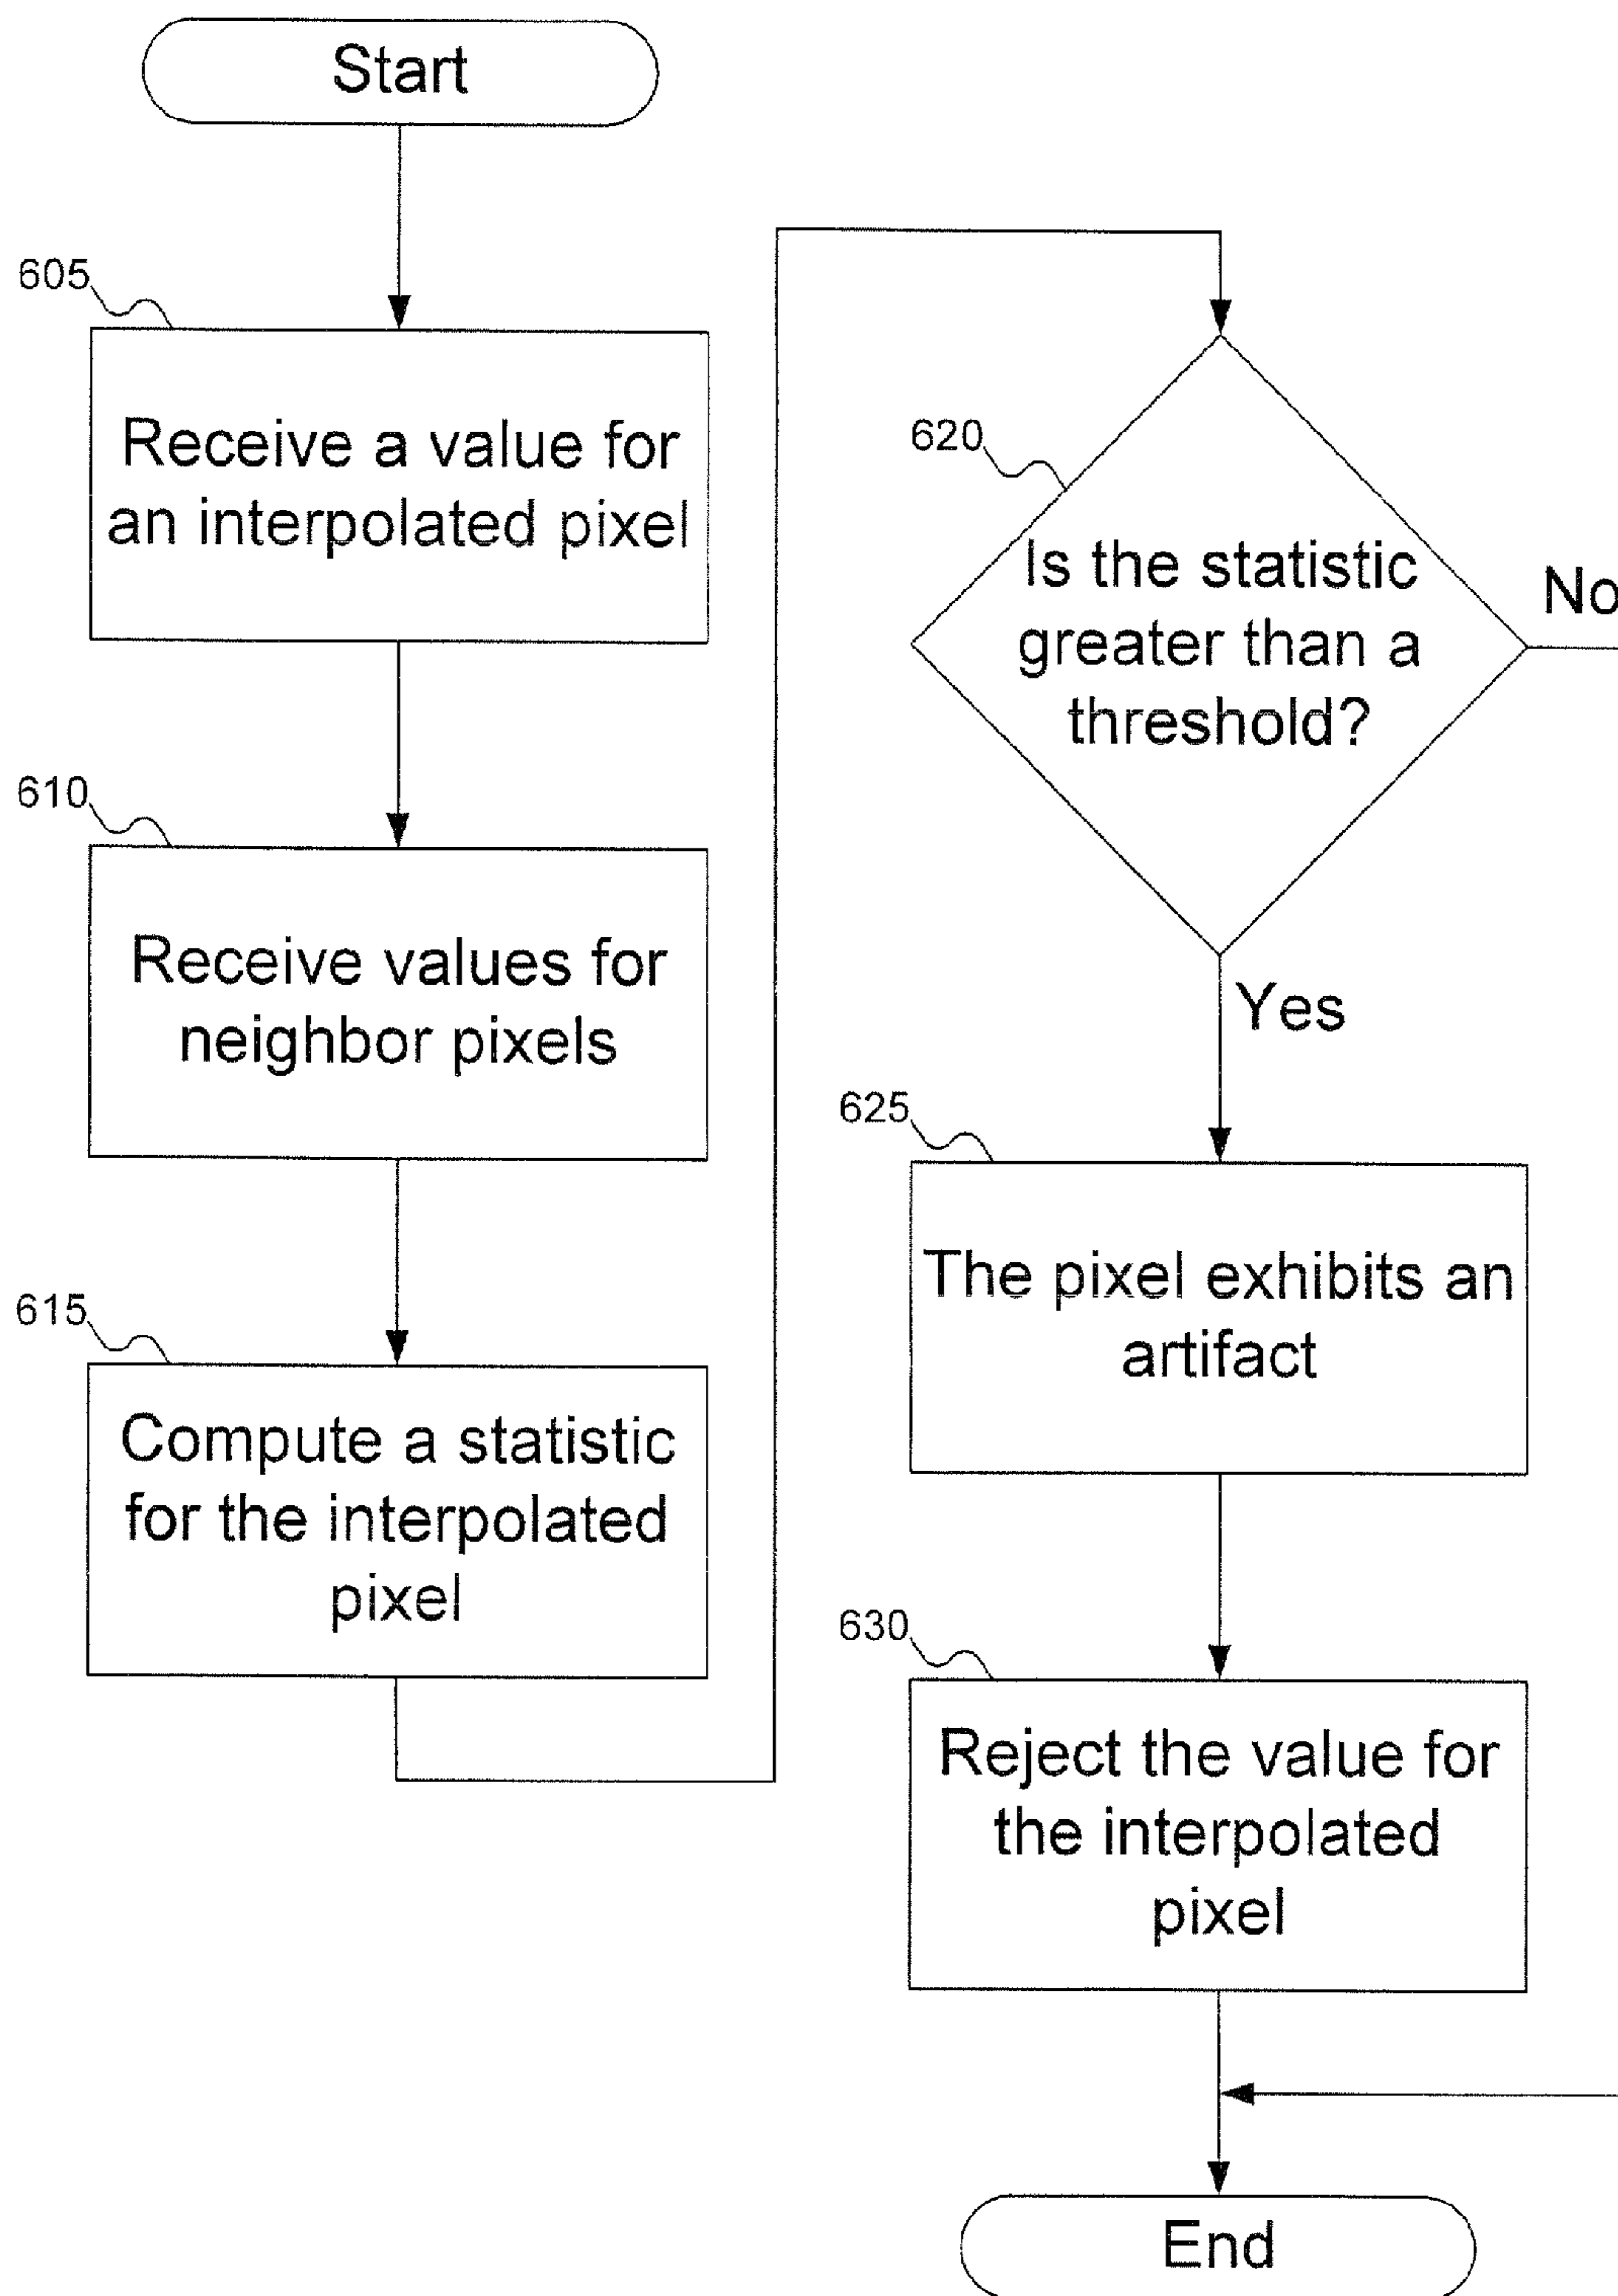 Start
605
Receive a value for
an interpolated pixel
610
Receive values for
neighbor pixels
615
Compute a statistic
for the interpolated
pixel
620
Is the statistic
greater than a
threshold?
No
Yes
625
The pixel exhibits an
artifact
630
Reject the value for
the interpolated
pixel
End